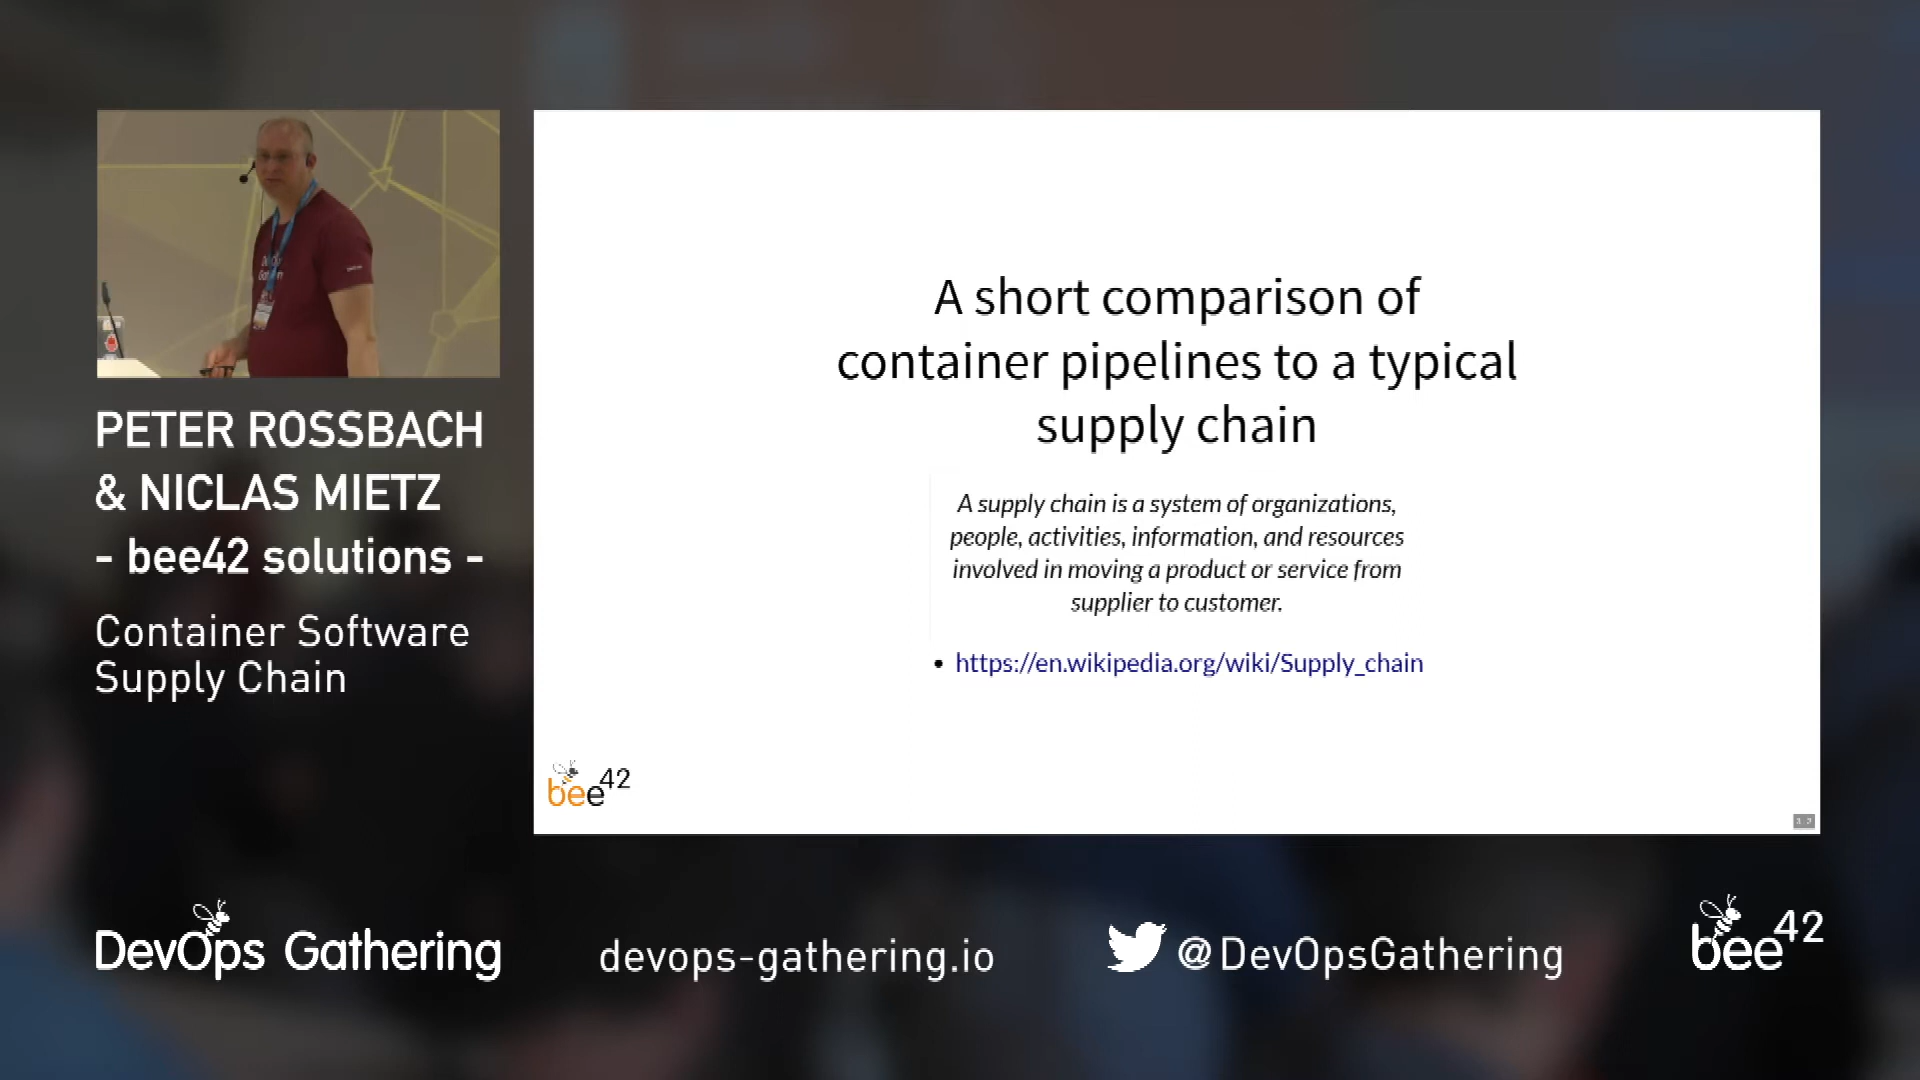 PETER ROSSBACH
& NICLAS MIETZ
- bee42 solutions -
Container Software
Supply Chain
A short comparison of
container pipelines to a typical
supply chain
A supply chain is a system of organizations,
people, activities, information, and resources
involved in moving a product or service from
supplier to customer.
• https://en.wikipedia.org/wiki/Supply_chain
bee42
DevOps Gathering
devops-gathering.io
@DevOpsGathering
bee42